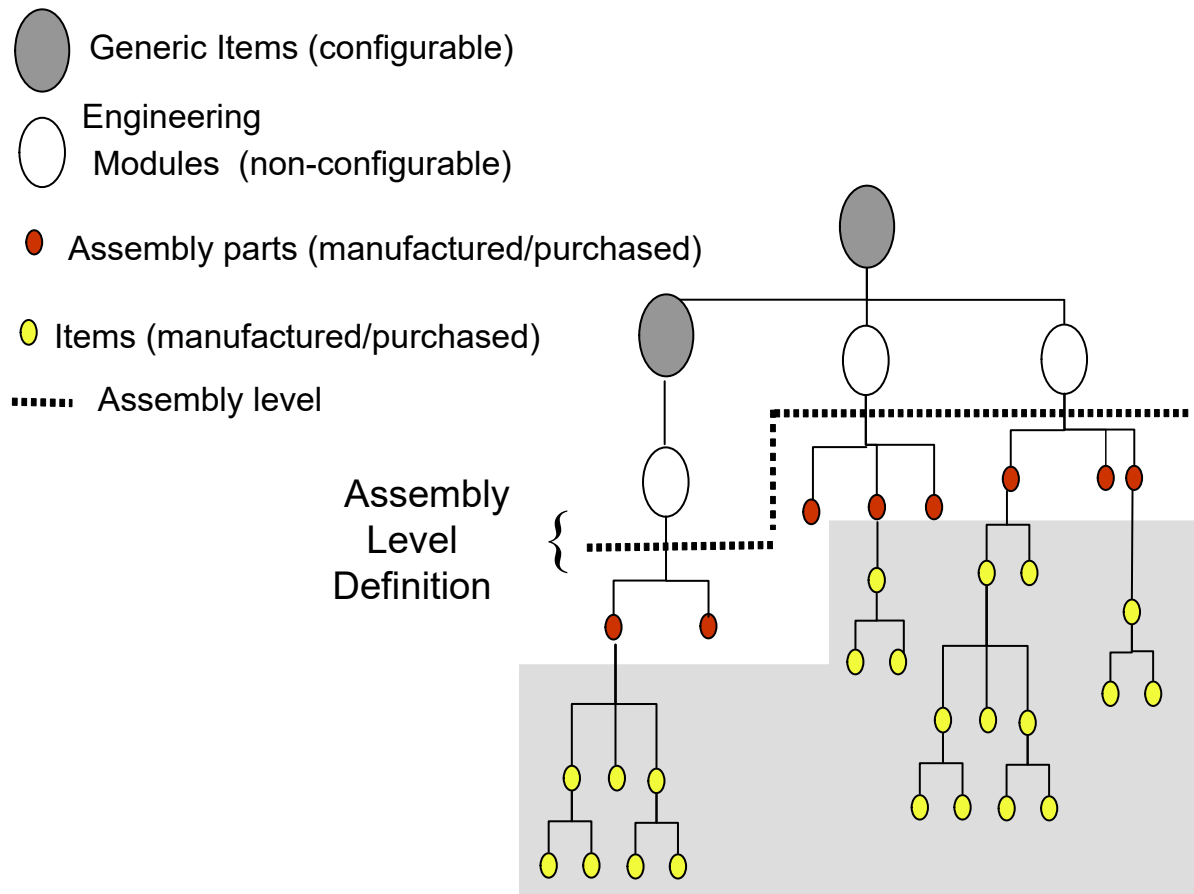 Generic Items (configurable)
Engineering
Modules (non-configurable)
Assembly parts (manufactured/purchased)
Items (manufactured/purchased)
Assembly level
Assembly
Level
Definition
{